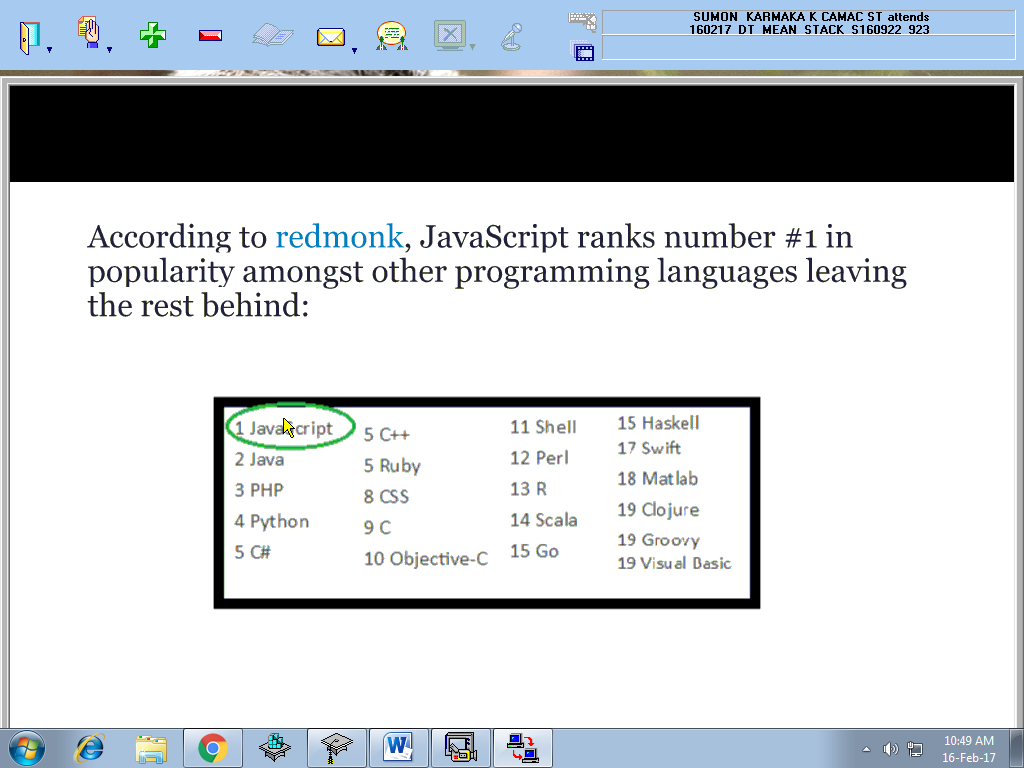 SUMON KARMAKA K CAMAC ST attends
160217 DT MEAN STACK S160922 923
According to redmonk, JavaScript ranks number #1 in
popularity amongst other programming languages leaving
the rest behind:
1 JavaScript
2 Java
3 PHP
4 Python
5 C#
5 C++
5 Ruby
8 CSS
9 C
10 Objective-C
11 Shell
12 Perl
13 R
14 Scala
15 Go
15 Haskell
17 Swift
18 Matlab
19 Clojure
19 Groovy
19 Visual Basic
10:49 AM
16-Feb-17